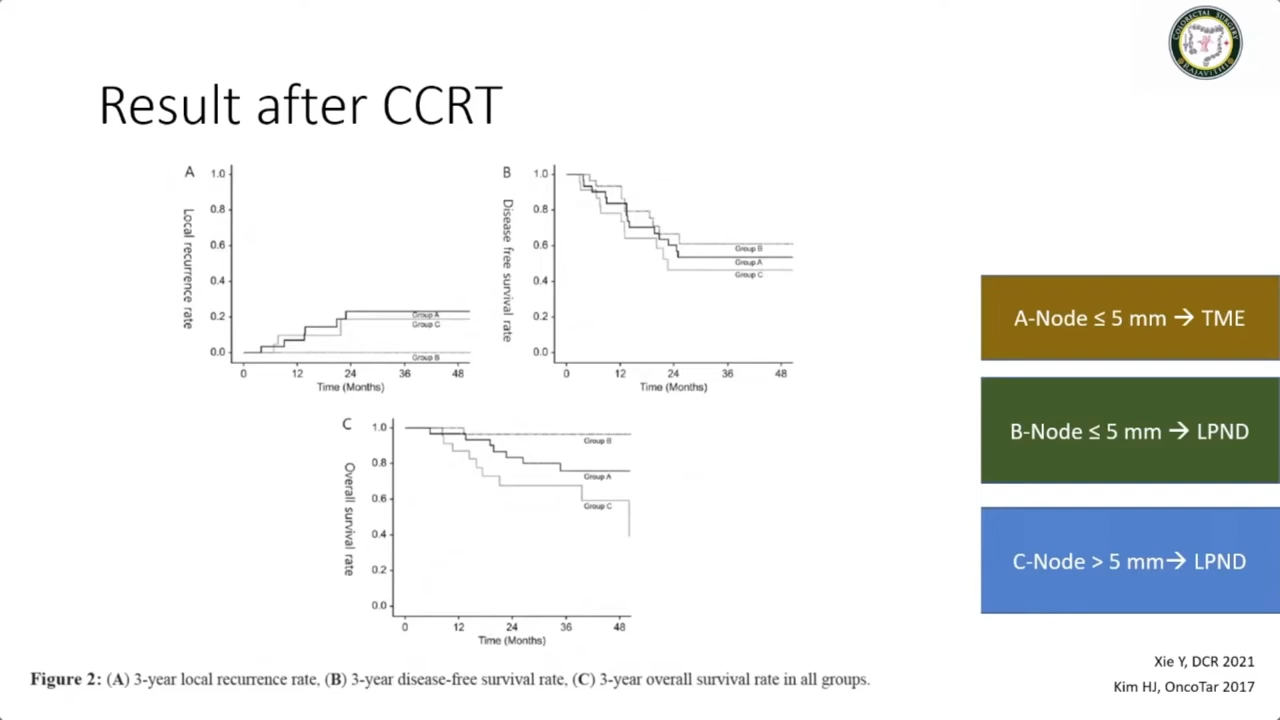 COLORECTAL SURGERY
RAJAVITHI
Result after CCRT
A
Local recurrence rate
1.0
0.8
0.6
0.4
0.2
0.0
Group A
Group C
Group B
0 12 24 36 48
Time (Months)
B
Disease free survival rate
1.0
0.8
0.6
0.4
0.2
0.0
Group B
Group A
Group C
0 12 24 36 48
Time (Months)
C
Overall survival rate
1.0
0.8
0.6
0.4
0.2
0.0
Group B
Group A
Group C
0 12 24 36 48
Time (Months)
A-Node ≤ 5 mm → TME
B-Node ≤ 5 mm → LPND
C-Node > 5 mm→ LPND
Figure 2: (A) 3-year local recurrence rate, (B) 3-year disease-free survival rate, (C) 3-year overall survival rate in all groups.
Xie Y, DCR 2021
Kim HJ, OncoTar 2017